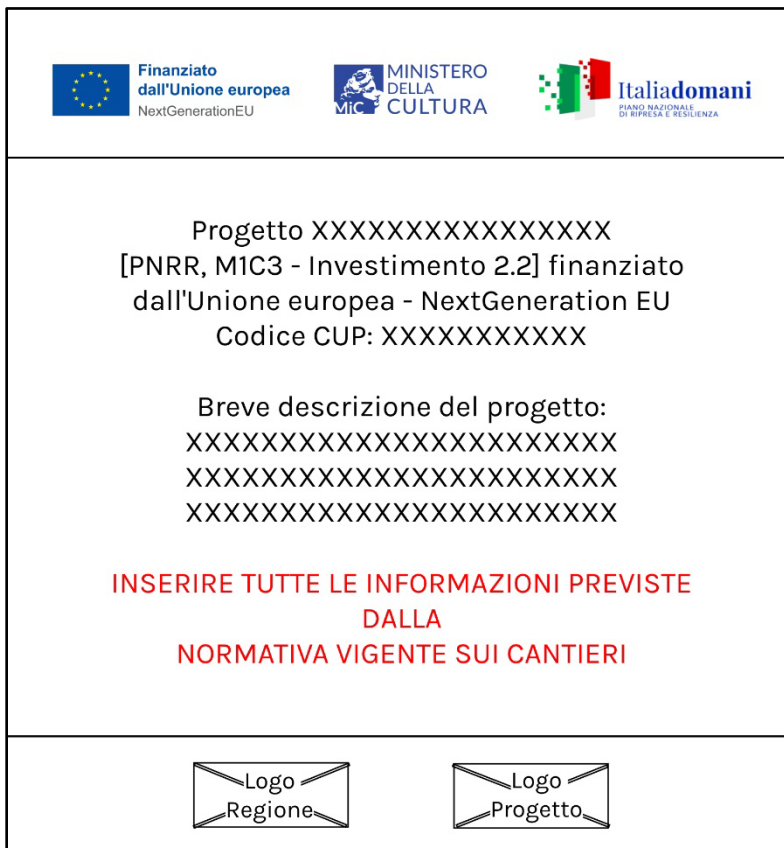 Finanziato
dall'Unione europea
NextGenerationEU
MiC
MINISTERO
DELLA
CULTURA
Italiadomani
PIANO NAZIONALE
DI RIPRESA E RESILIENZA
Progetto XXXXXXXXXXXXXXXX
[PNRR, M1C3 - Investimento 2.2] finanziato
dall'Unione europea - NextGeneration EU
Codice CUP: XXXXXXXXXXX
Breve descrizione del progetto:
XXXXXXXXXXXXXXXXXXXXXXX
XXXXXXXXXXXXXXXXXXXXXXX
XXXXXXXXXXXXXXXXXXXXXXX
INSERIRE TUTTE LE INFORMAZIONI PREVISTE
DALLA
NORMATIVA VIGENTE SUI CANTIERI
Logo
Regione
Logo
Progetto